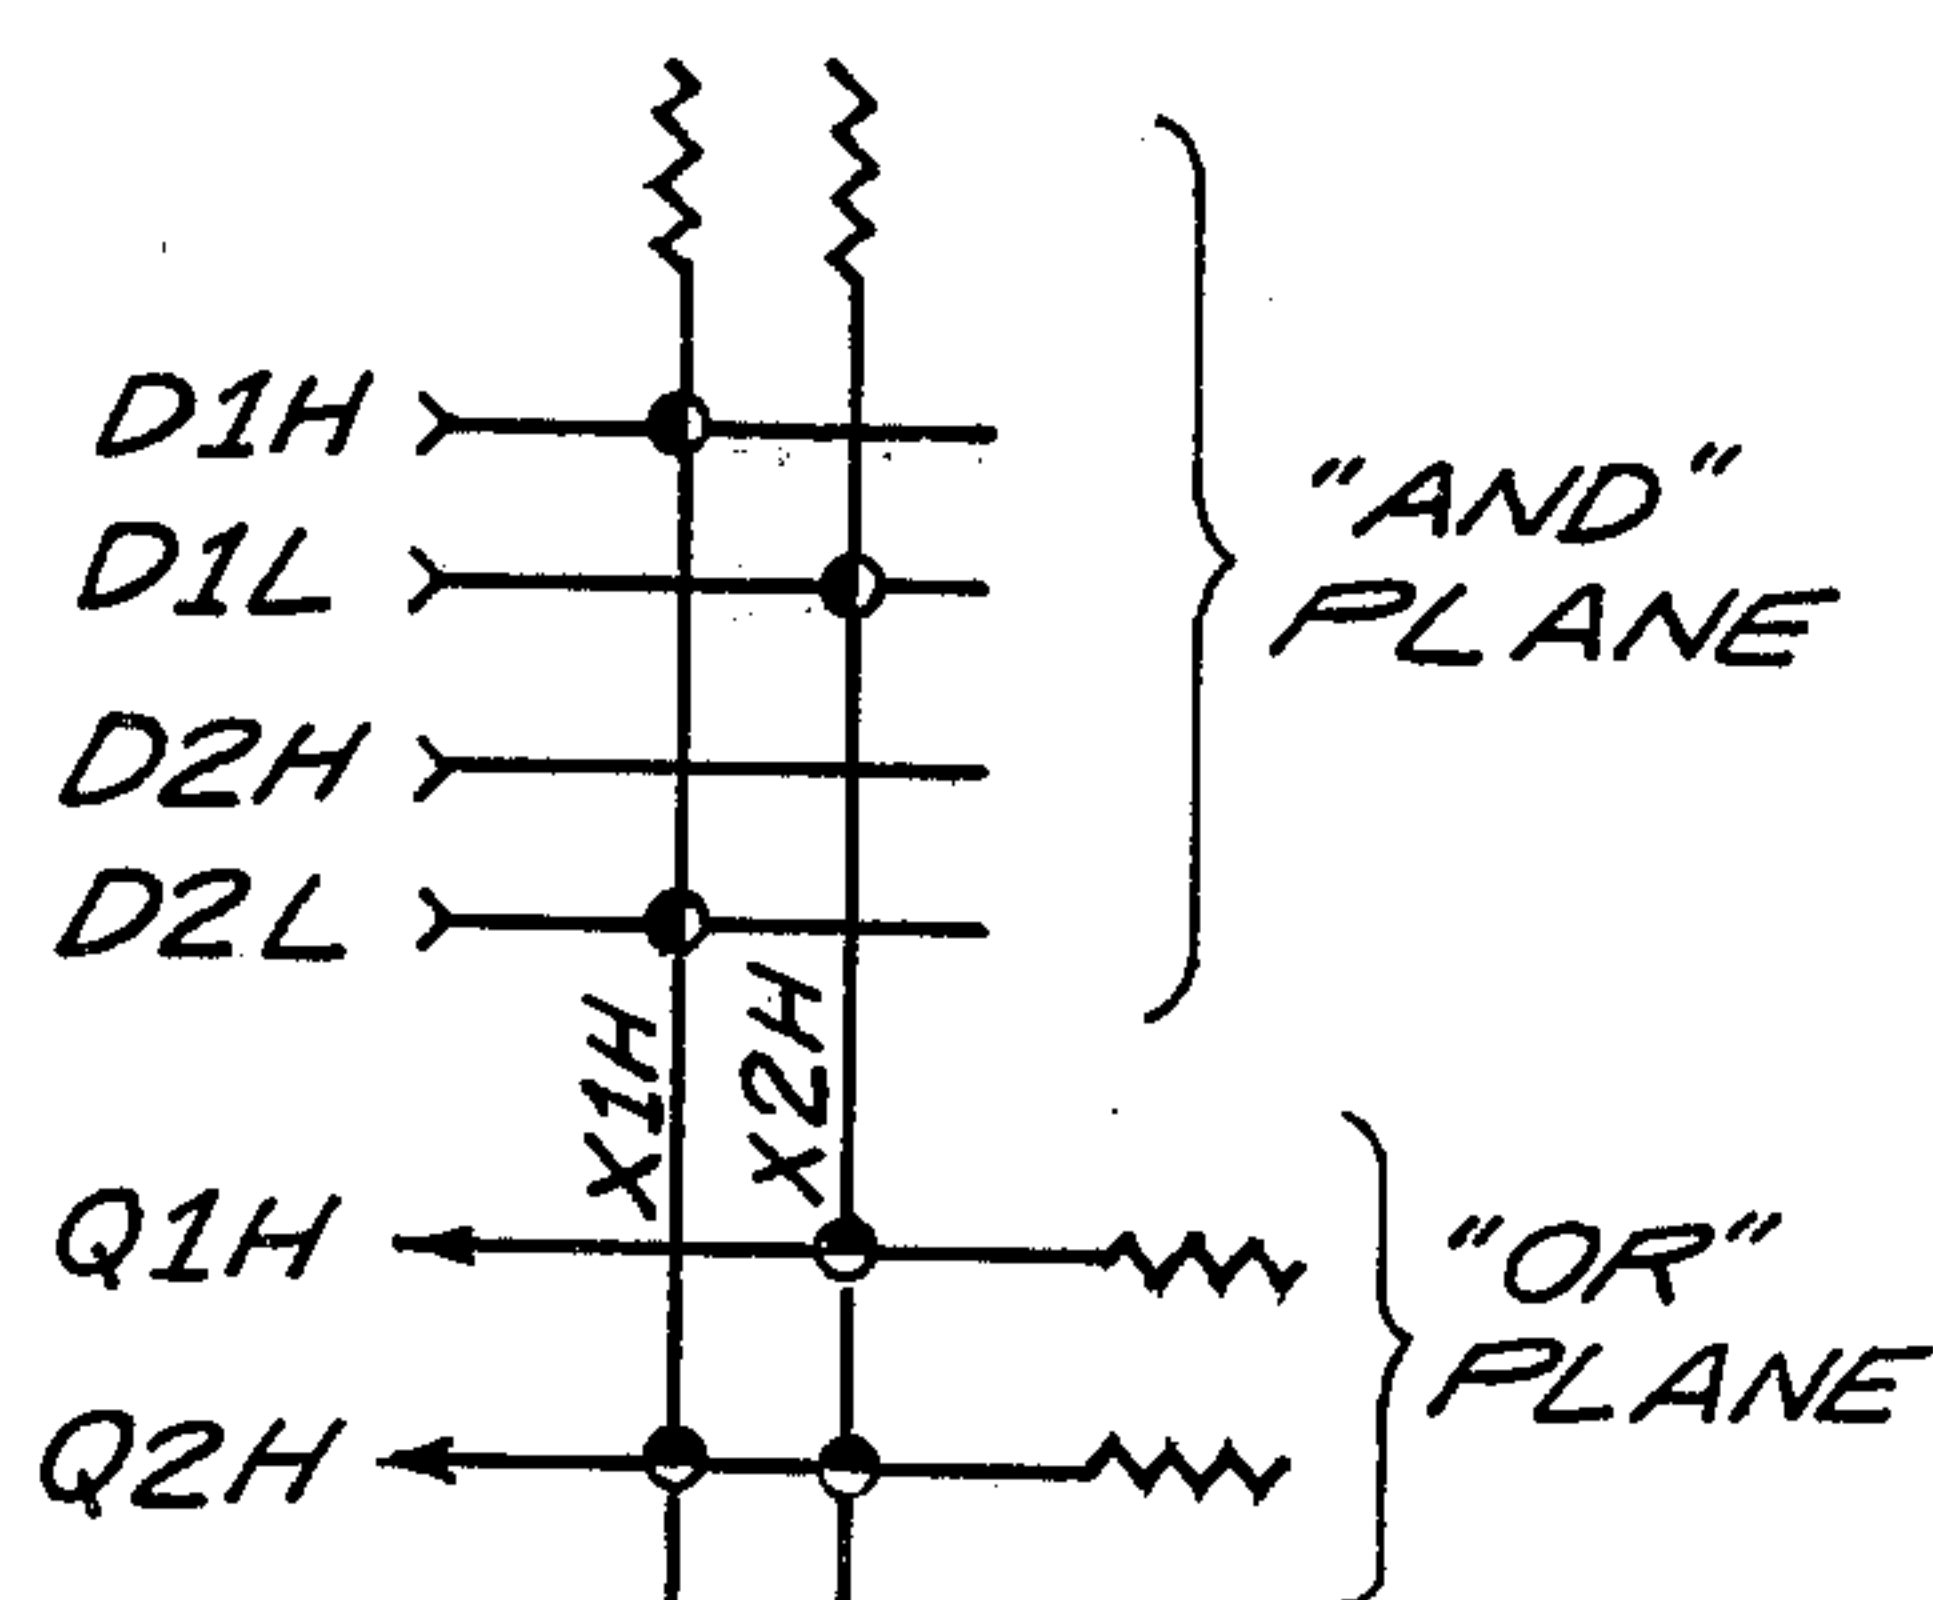 D1H
D1L
"AND"
PLANE
D2H
D2L
X1H
X2H
Q1H
"OR"
PLANE
Q2H